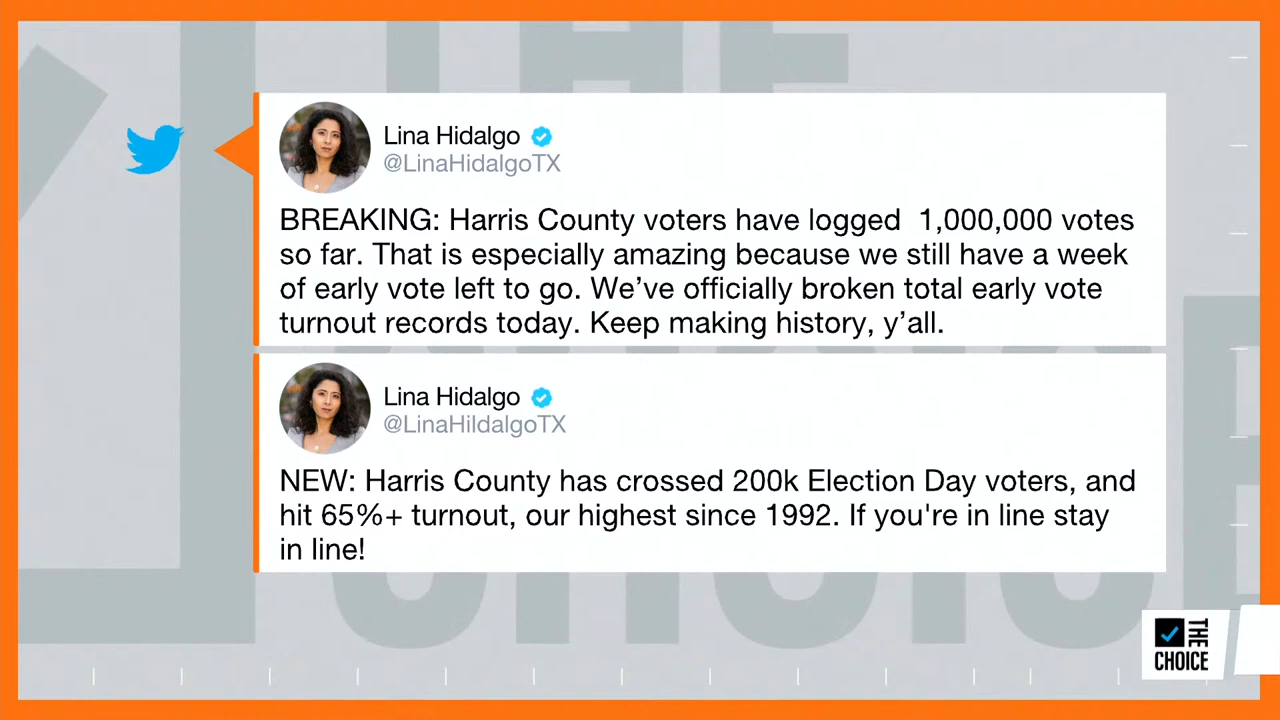 Lina Hidalgo
@LinaHidalgoTX
BREAKING: Harris County voters have logged 1,000,000 votes
so far. That is especially amazing because we still have a week
of early vote left to go. We’ve officially broken total early vote
turnout records today. Keep making history, y’all.
Lina Hidalgo
@LinaHildalgoTX
NEW: Harris County has crossed 200k Election Day voters, and
hit 65%+ turnout, our highest since 1992. If you're in line stay
in line!
THE
CHOICE